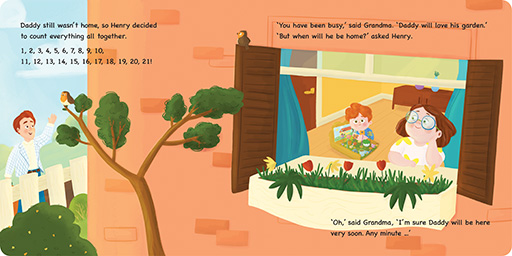 Daddy still wasn't home, so Henry decided
to count everything all together.
1, 2, 3, 4, 5, 6, 7, 8, 9, 10,
11, 12, 13, 14, 15, 16, 17, 18, 19, 20, 21!
'You have been busy,' said Grandma. 'Daddy will love his garden.'
'But when will he be home?' asked Henry.
'Oh,' said Grandma, 'I'm sure Daddy will be here
very soon. Any minute …'